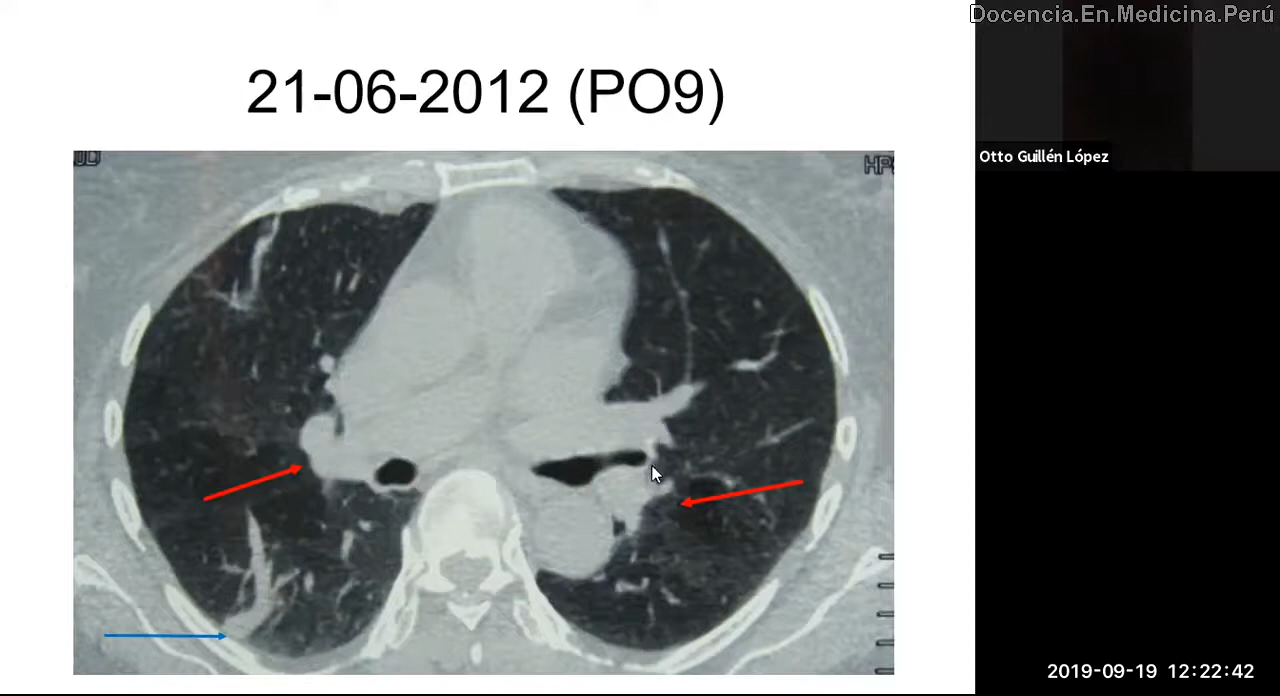 Docencia.En.Medicina.Perú
21-06-2012 (PO9)
Otto Guillén López
2019-09-19 12:22:42